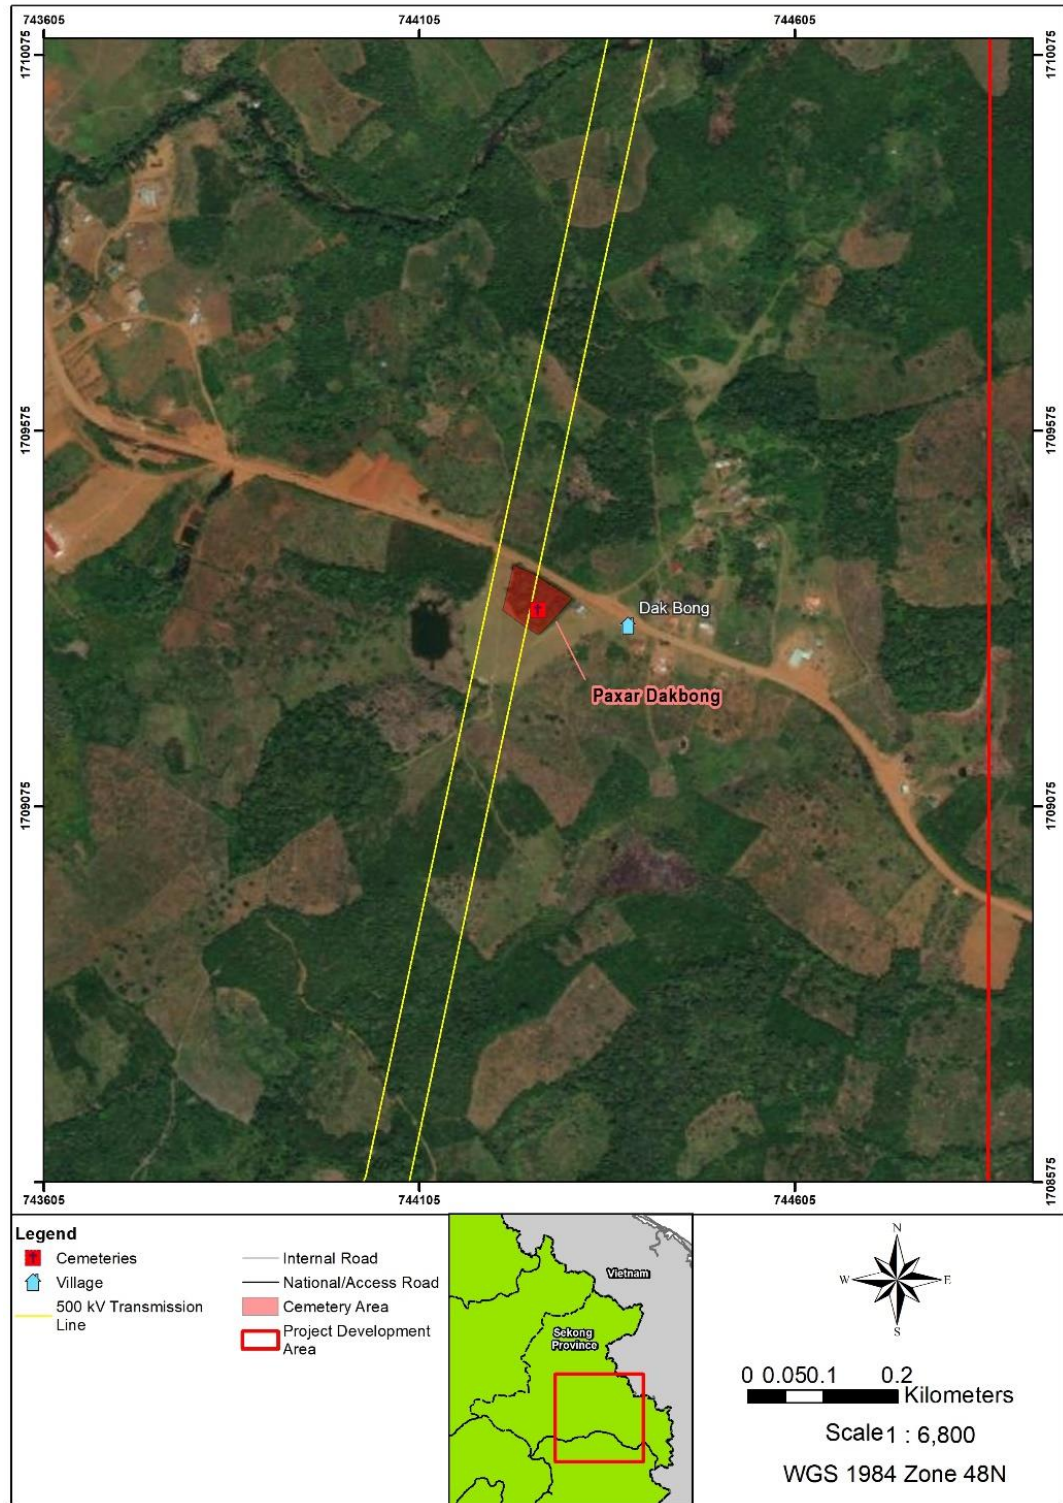 743605
744105
744605
1710075
1710075
1709575
1709575
Dak Bong
Paxar Dakbong
1709075
1709075
1708575
743605
744105
744605
Legend
Cemeteries
Village
500 kV Transmission
Line
Internal Road
National/Access Road
Cemetery Area
Project Development
Area
Vietnam
Sekong
Province
N
W
E
S
0 0.050.1 0.2
Kilometers
Scale1 : 6,800
WGS 1984 Zone 48N